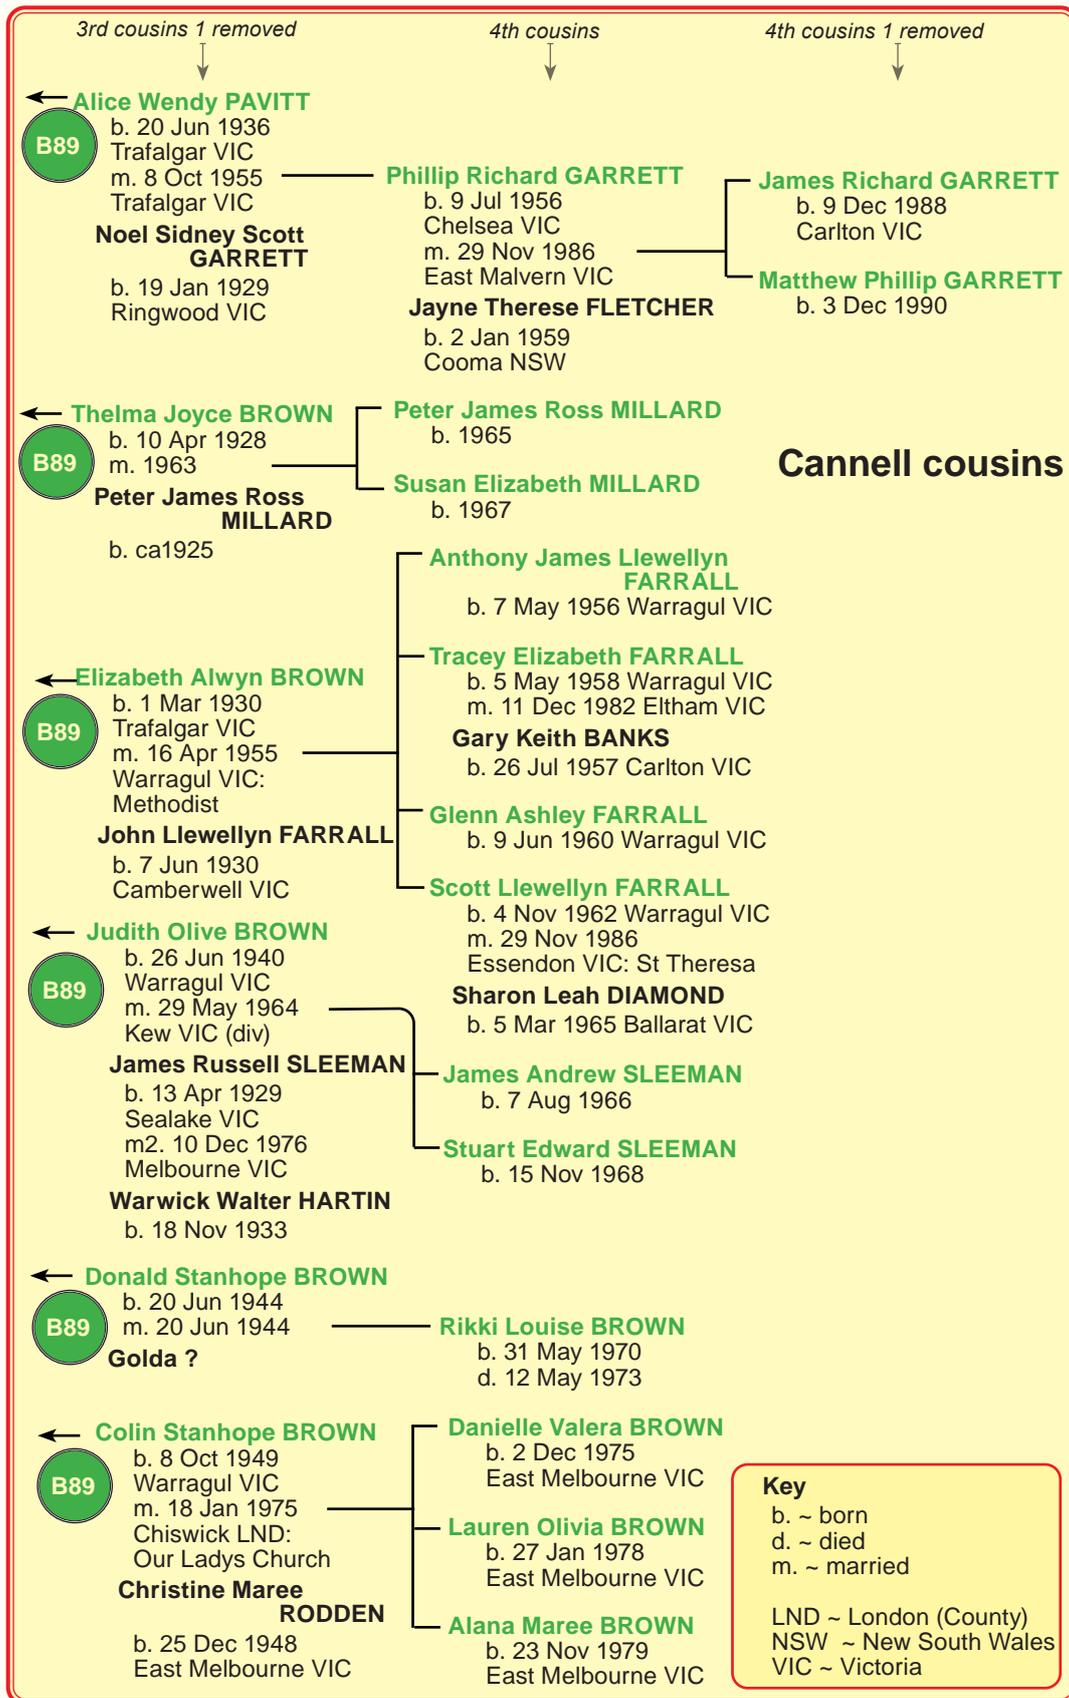 3rd cousins 1 removed
4th cousins
4th cousins 1 removed
Alice Wendy PAVITT
B89
b. 20 Jun 1936
Trafalgar VIC
m. 8 Oct 1955
Trafalgar VIC
Noel Sidney Scott
GARRETT
b. 19 Jan 1929
Ringwood VIC
Phillip Richard GARRETT
b. 9 Jul 1956
Chelsea VIC
m. 29 Nov 1986
East Malvern VIC
Jayne Therese FLETCHER
b. 2 Jan 1959
Cooma NSW
James Richard GARRETT
b. 9 Dec 1988
Carlton VIC
Matthew Phillip GARRETT
b. 3 Dec 1990
Cannell cousins
Thelma Joyce BROWN
B89
b. 10 Apr 1928
m. 1963
Peter James Ross
MILLARD
b. ca1925
Peter James Ross MILLARD
b. 1965
Susan Elizabeth MILLARD
b. 1967
Elizabeth Alwyn BROWN
B89
b. 1 Mar 1930
Trafalgar VIC
m. 16 Apr 1955
Warragul VIC:
Methodist
John Llewellyn FARRALL
b. 7 Jun 1930
Camberwell VIC
Anthony James Llewellyn
FARRALL
b. 7 May 1956 Warragul VIC
Tracey Elizabeth FARRALL
b. 5 May 1958 Warragul VIC
m. 11 Dec 1982 Eltham VIC
Gary Keith BANKS
b. 26 Jul 1957 Carlton VIC
Glenn Ashley FARRALL
b. 9 Jun 1960 Warragul VIC
Scott Llewellyn FARRALL
b. 4 Nov 1962 Warragul VIC
m. 29 Nov 1986
Essendon VIC: St Theresa
Sharon Leah DIAMOND
b. 5 Mar 1965 Ballarat VIC
Judith Olive BROWN
B89
b. 26 Jun 1940
Warragul VIC
m. 29 May 1964
Kew VIC (div)
James Russell SLEEMAN
b. 13 Apr 1929
Sealake VIC
m2. 10 Dec 1976
Melbourne VIC
Warwick Walter HARTIN
b. 18 Nov 1933
James Andrew SLEEMAN
b. 7 Aug 1966
Stuart Edward SLEEMAN
b. 15 Nov 1968
Donald Stanhope BROWN
B89
b. 20 Jun 1944
m. 20 Jun 1944
Golda ?
Rikki Louise BROWN
b. 31 May 1970
d. 12 May 1973
Colin Stanhope BROWN
B89
b. 8 Oct 1949
Warragul VIC
m. 18 Jan 1975
Chiswick LND:
Our Ladys Church
Christine Maree
RODDEN
b. 25 Dec 1948
East Melbourne VIC
Danielle Valera BROWN
b. 2 Dec 1975
East Melbourne VIC
Lauren Olivia BROWN
b. 27 Jan 1978
East Melbourne VIC
Alana Maree BROWN
b. 23 Nov 1979
East Melbourne VIC
Key
b. ~ born
d. ~ died
m. ~ married
LND ~ London (County)
NSW ~ New South Wales
VIC ~ Victoria